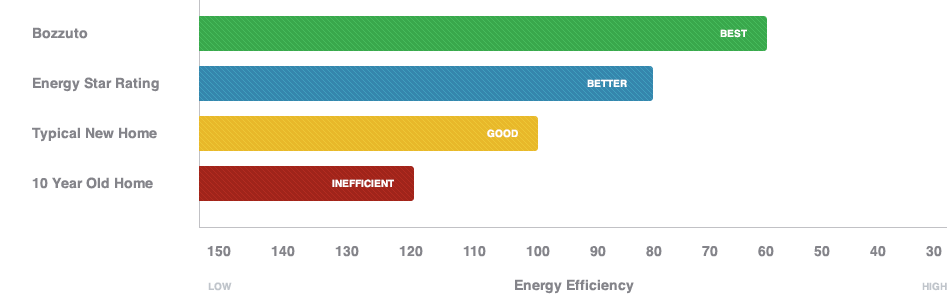 Bozzuto BEST
Energy Star Rating BETTER
Typical New Home GOOD
10 Year Old Home INEFFICIENT
150 140 130 120 110 100 90 80 70 60 50 40 30
LOW Energy Efficiency HIGH